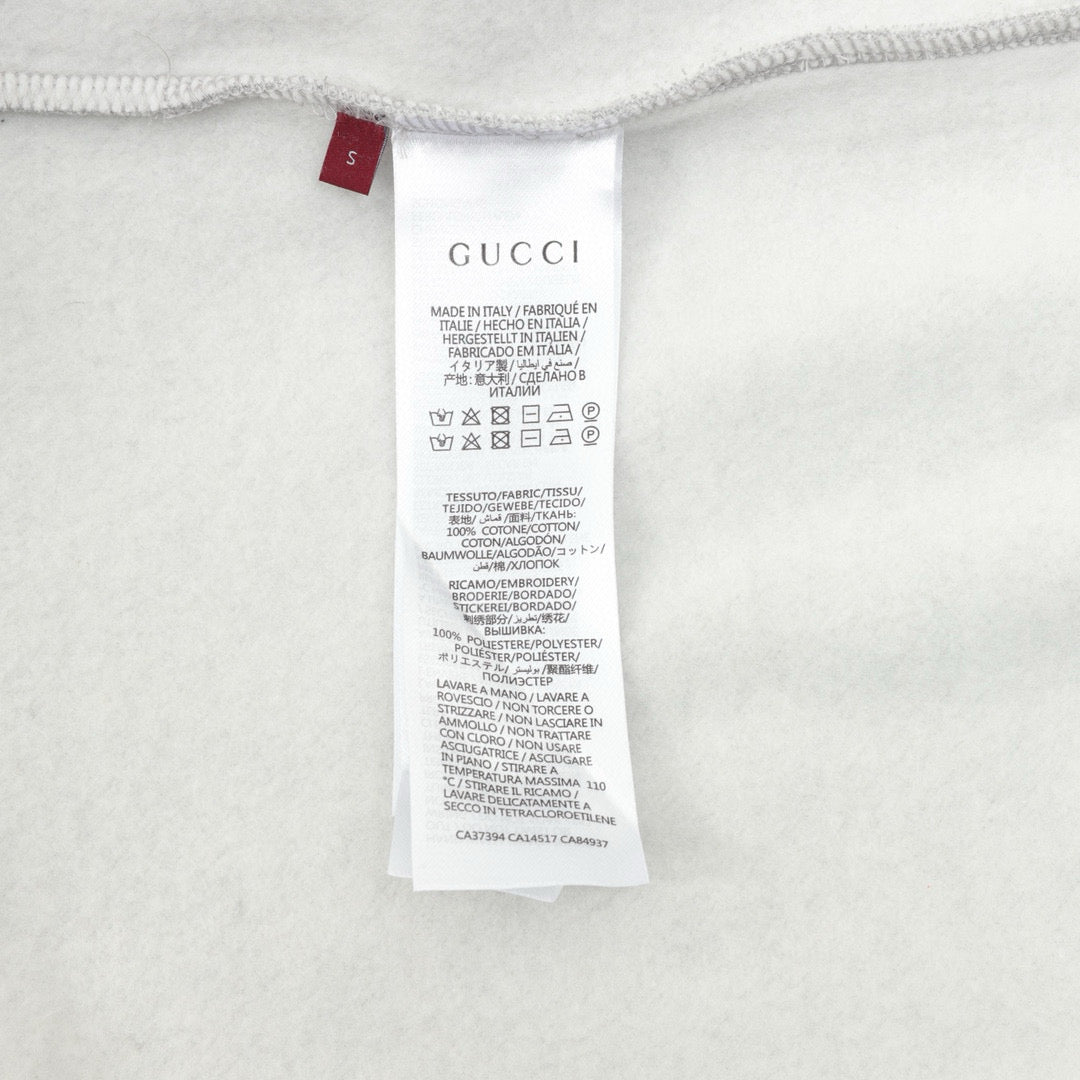 S
GUCCI
MADE IN ITALY / FABRIQUÉ EN
ITALIE / HECHO EN ITALIA /
HERGESTELLT IN ITALIEN /
FABRICADO EM ITÁLIA /
イタリア製 / صنع في ايطاليا /
产地: 意大利 / СДЕЛАНО В
ИТАЛИЙ
P
P
TESSUTO/FABRIC/TISSU/
TEJIDO/GEWEBE/TECIDO/
表地/ قماش /面料/ТКАНЬ:
100% COTONE/COTTON/
COTON/ALGODÓN/
BAUMWOLLE/ALGODÃO/コットン/
قطن/棉/ХЛОПОК
RICAMO/EMBROIDERY/
BRODERIE/BORDADO/
STICKEREI/BORDADO/
刺绣部分/تطريز/绣花/
ВЫШИВКА:
100% POLIESTERE/POLYESTER/
POLIÉSTER/POLIÉSTER/
ポリエステル/ بوليستر /聚酯纤维/
ПОЛИЭСТЕР
LAVARE A MANO / LAVARE A
ROVESCIO / NON TORCERE O
STRIZZARE / NON LASCIARE IN
AMMOLLO / NON TRATTARE
CON CLORO / NON USARE
ASCIUGATRICE / ASCIUGARE
IN PIANO / STIRARE A
TEMPERATURA MASSIMA 110
°C / STIRARE IL RICAMO /
LAVARE DELICATAMENTE A
SECCO IN TETRACLOROETILENE
CA37394 CA14517 CA84937